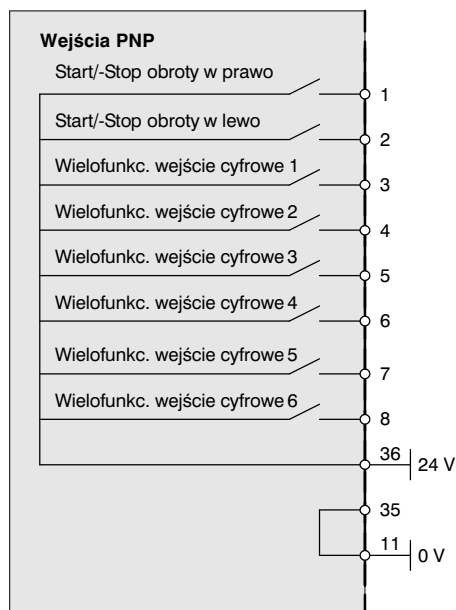 Wejścia PNP
Start/-Stop obroty w prawo
1
Start/-Stop obroty w lewo
2
Wielofunkc. wejście cyfrowe 1
3
Wielofunkc. wejście cyfrowe 2
4
Wielofunkc. wejście cyfrowe 3
5
Wielofunkc. wejście cyfrowe 4
6
Wielofunkc. wejście cyfrowe 5
7
Wielofunkc. wejście cyfrowe 6
8
36
24 V
35
11
0 V